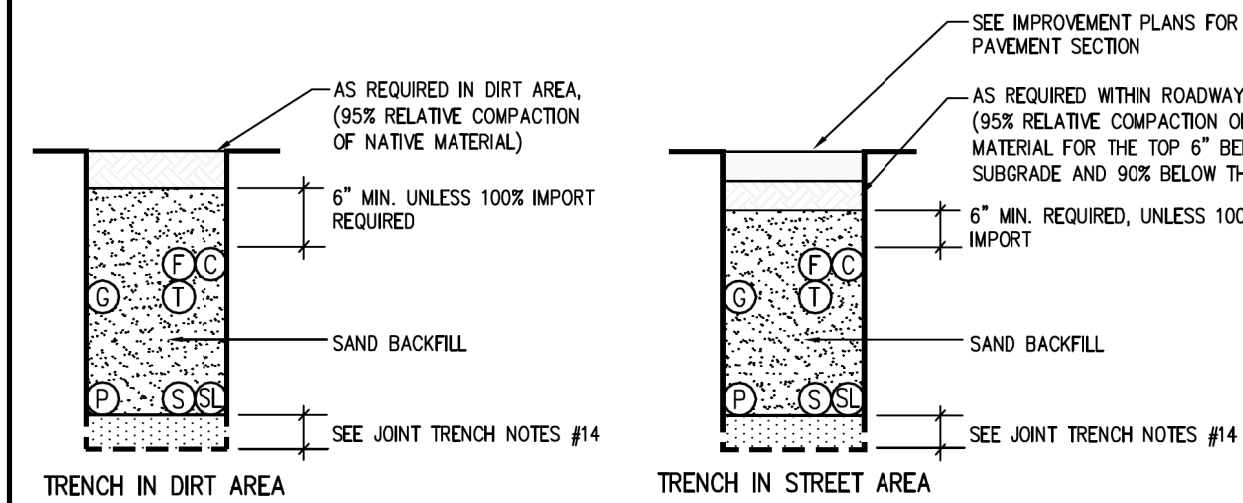 AS REQUIRED IN DIRT AREA,
(95% RELATIVE COMPACTION
OF NATIVE MATERIAL)
6" MIN. UNLESS 100% IMPORT
REQUIRED
F C
G T
SAND BACKFILL
P S SL
SEE JOINT TRENCH NOTES #14
TRENCH IN DIRT AREA
SEE IMPROVEMENT PLANS FOR
PAVEMENT SECTION
AS REQUIRED WITHIN ROADWAY
(95% RELATIVE COMPACTION
MATERIAL FOR THE TOP 6"
SUBGRADE AND 90% BELOW
6" MIN. REQUIRED, UNLESS
IMPORT
F C
G T
SAND BACKFILL
P S SL
SEE JOINT TRENCH NOTES #14
TRENCH IN STREET AREA